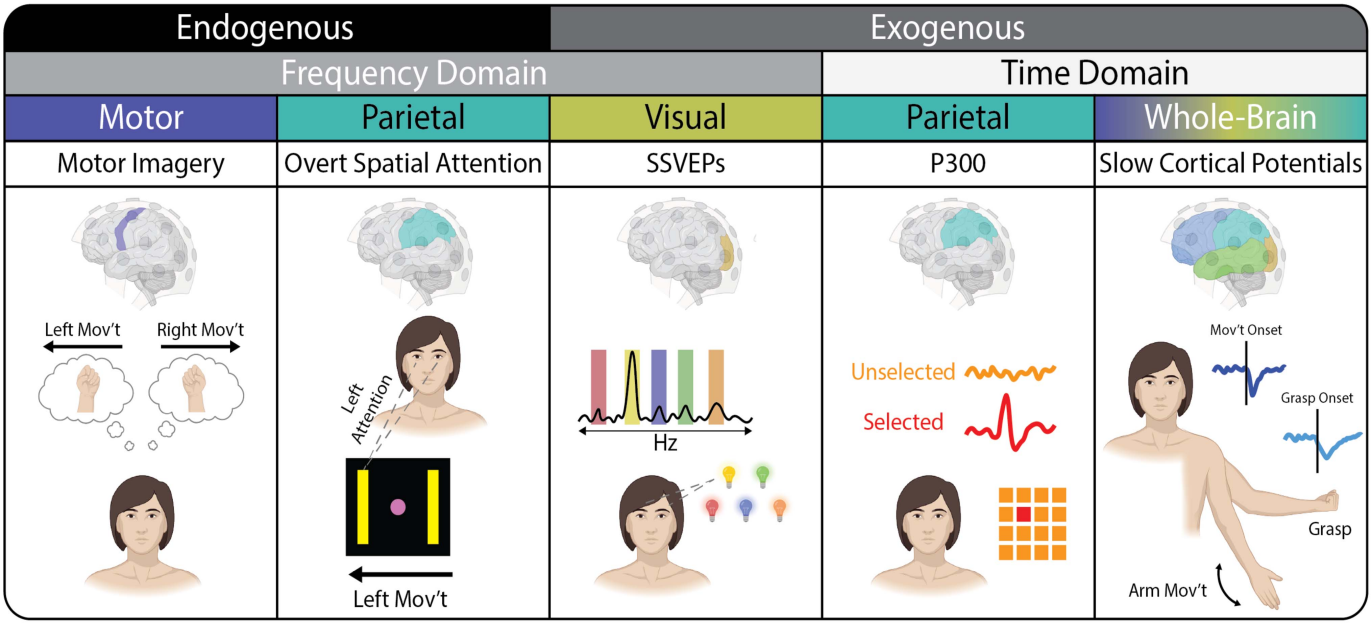 Endogenous
Exogenous
Frequency Domain
Time Domain
Motor
Parietal
Visual
Parietal
Whole-Brain
Motor Imagery
Overt Spatial Attention
SSVEPs
P300
Slow Cortical Potentials
Left Mov't
Right Mov't
Left
Attention
Left Mov't
Hz
Unselected
Selected
Mov't Onset
Grasp Onset
Grasp
Arm Mov't